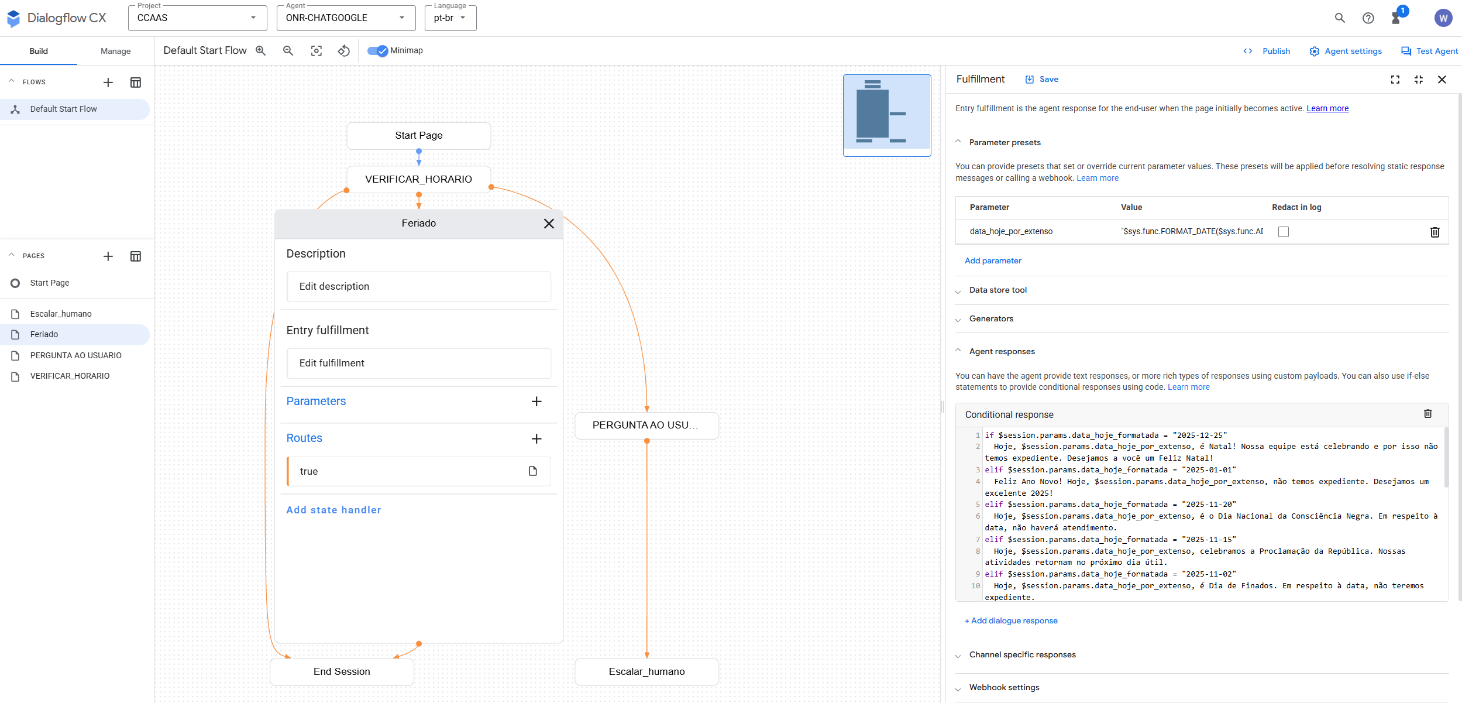 Dialogflow CX
Project
CCAAS
Agent
ONR-CHATGOOGLE
Language
pt-br
1
W
Build
Manage
Default Start Flow
Minimap
Publish
Agent settings
Test Agent
FLOWS
Default Start Flow
PAGES
Start Page
Escalar_humano
Feriado
PERGUNTA AO USUARIO
VERIFICAR_HORARIO
Start Page
VERIFICAR_HORARIO
Feriado
Description
Edit description
Entry fulfillment
Edit fulfillment
Parameters
Routes
true
Add state handler
PERGUNTA AO USU...
End Session
Escalar_humano
Fulfillment
Save
Entry fulfillment is the agent response for the end-user when the page initially becomes active. Learn more
Parameter presets
You can provide presets that set or override current parameter values. These presets will be applied before resolving static response
messages or calling a webhook. Learn more
Parameter Value Redact in log
data_hoje_por_extenso "$sys.func.FORMAT_DATE($sys.func.AI
Add parameter
Data store tool
Generators
Agent responses
You can have the agent provide text responses, or more rich types of responses using custom payloads. You can also use if-else
statements to provide conditional responses using code. Learn more
Conditional response
1 if $session.params.data_hoje_formatada = "2025-12-25"
2 Hoje, $session.params.data_hoje_por_extenso, é Natal! Nossa equipe está celebrando e por isso não
temos expediente. Desejamos a você um Feliz Natal!
3 elif $session.params.data_hoje_formatada = "2025-01-01"
4 Feliz Ano Novo! Hoje, $session.params.data_hoje_por_extenso, não temos expediente. Desejamos um
excelente 2025!
5 elif $session.params.data_hoje_formatada = "2025-11-20"
6 Hoje, $session.params.data_hoje_por_extenso, é o Dia Nacional da Consciência Negra. Em respeito à
data, não haverá atendimento.
7 elif $session.params.data_hoje_formatada = "2025-11-15"
8 Hoje, $session.params.data_hoje_por_extenso, celebramos a Proclamação da República. Nossas
atividades retornam no próximo dia útil.
9 elif $session.params.data_hoje_formatada = "2025-11-02"
10 Hoje, $session.params.data_hoje_por_extenso, é Dia de Finados. Em respeito à data, não teremos
expediente.
+ Add dialogue response
Channel specific responses
Webhook settings